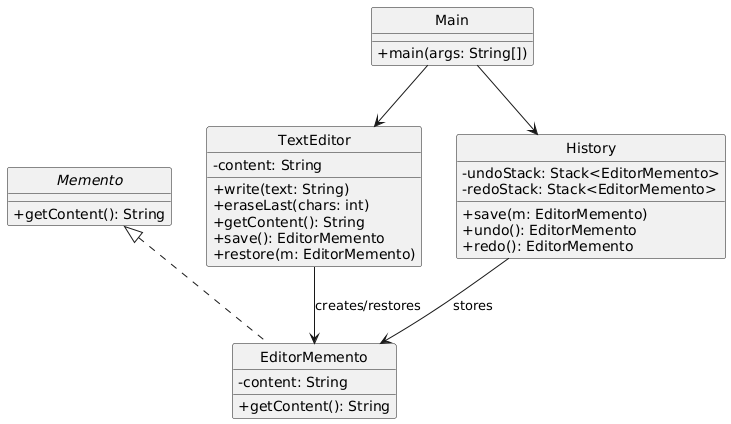 Main
+main(args: String[])
TextEditor
-content: String
+write(text: String)
+eraseLast(chars: int)
+getContent(): String
+save(): EditorMemento
+restore(m: EditorMemento)
History
-undoStack: Stack<EditorMemento>
-redoStack: Stack<EditorMemento>
+save(m: EditorMemento)
+undo(): EditorMemento
+redo(): EditorMemento
Memento
+getContent(): String
creates/restores
stores
EditorMemento
-content: String
+getContent(): String